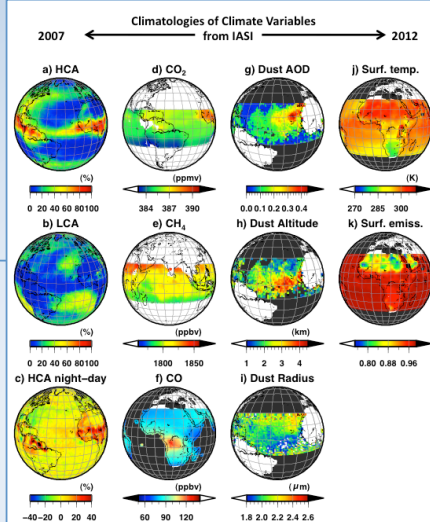 Climatologies of Climate Variables
2007 from IASI 2012
a) HCA d) CO₂ g) Dust AOD j) Surf. temp.
(%) (ppmv) (K)
0 20 40 60 80100 384 387 390 0.0 0.1 0.2 0.3 0.4 270 285 300
b) LCA e) CH₄ h) Dust Altitude k) Surf. emiss.
(%) (ppbv) (km)
0 20 40 60 80100 1800 1850 1 2 3 4 0.80 0.88 0.96
c) HCA night–day f) CO i) Dust Radius
(%) (ppbv) (μm)
−40−20 0 20 40 60 90 120 1.8 2.0 2.2 2.4 2.6